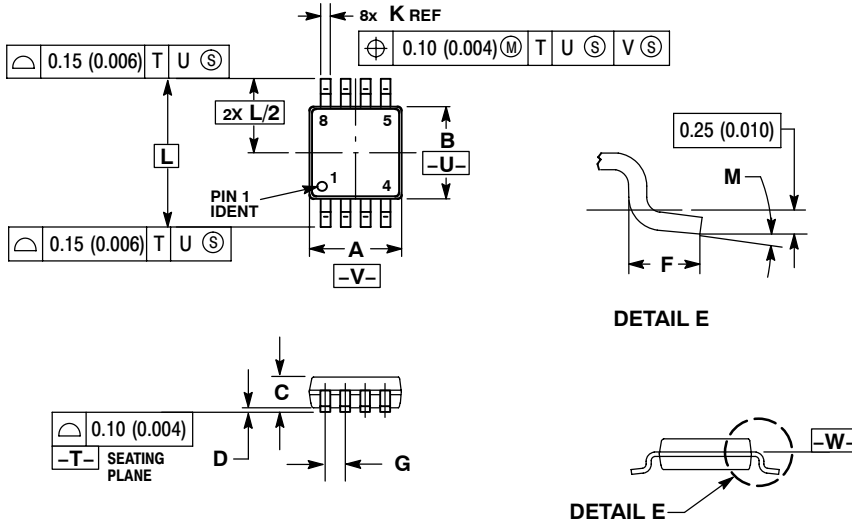 8x K REF
⌖ 0.10 (0.004) Ⓜ T U Ⓢ V Ⓢ
⌓ 0.15 (0.006) T U Ⓢ
2X L/2
8 5
B
–U–
L
1 4
PIN 1
IDENT
⌓ 0.15 (0.006) T U Ⓢ
A
–V–
0.25 (0.010)
M
F
DETAIL E
C
⌓ 0.10 (0.004)
–T– SEATING
PLANE
D
G
–W–
DETAIL E